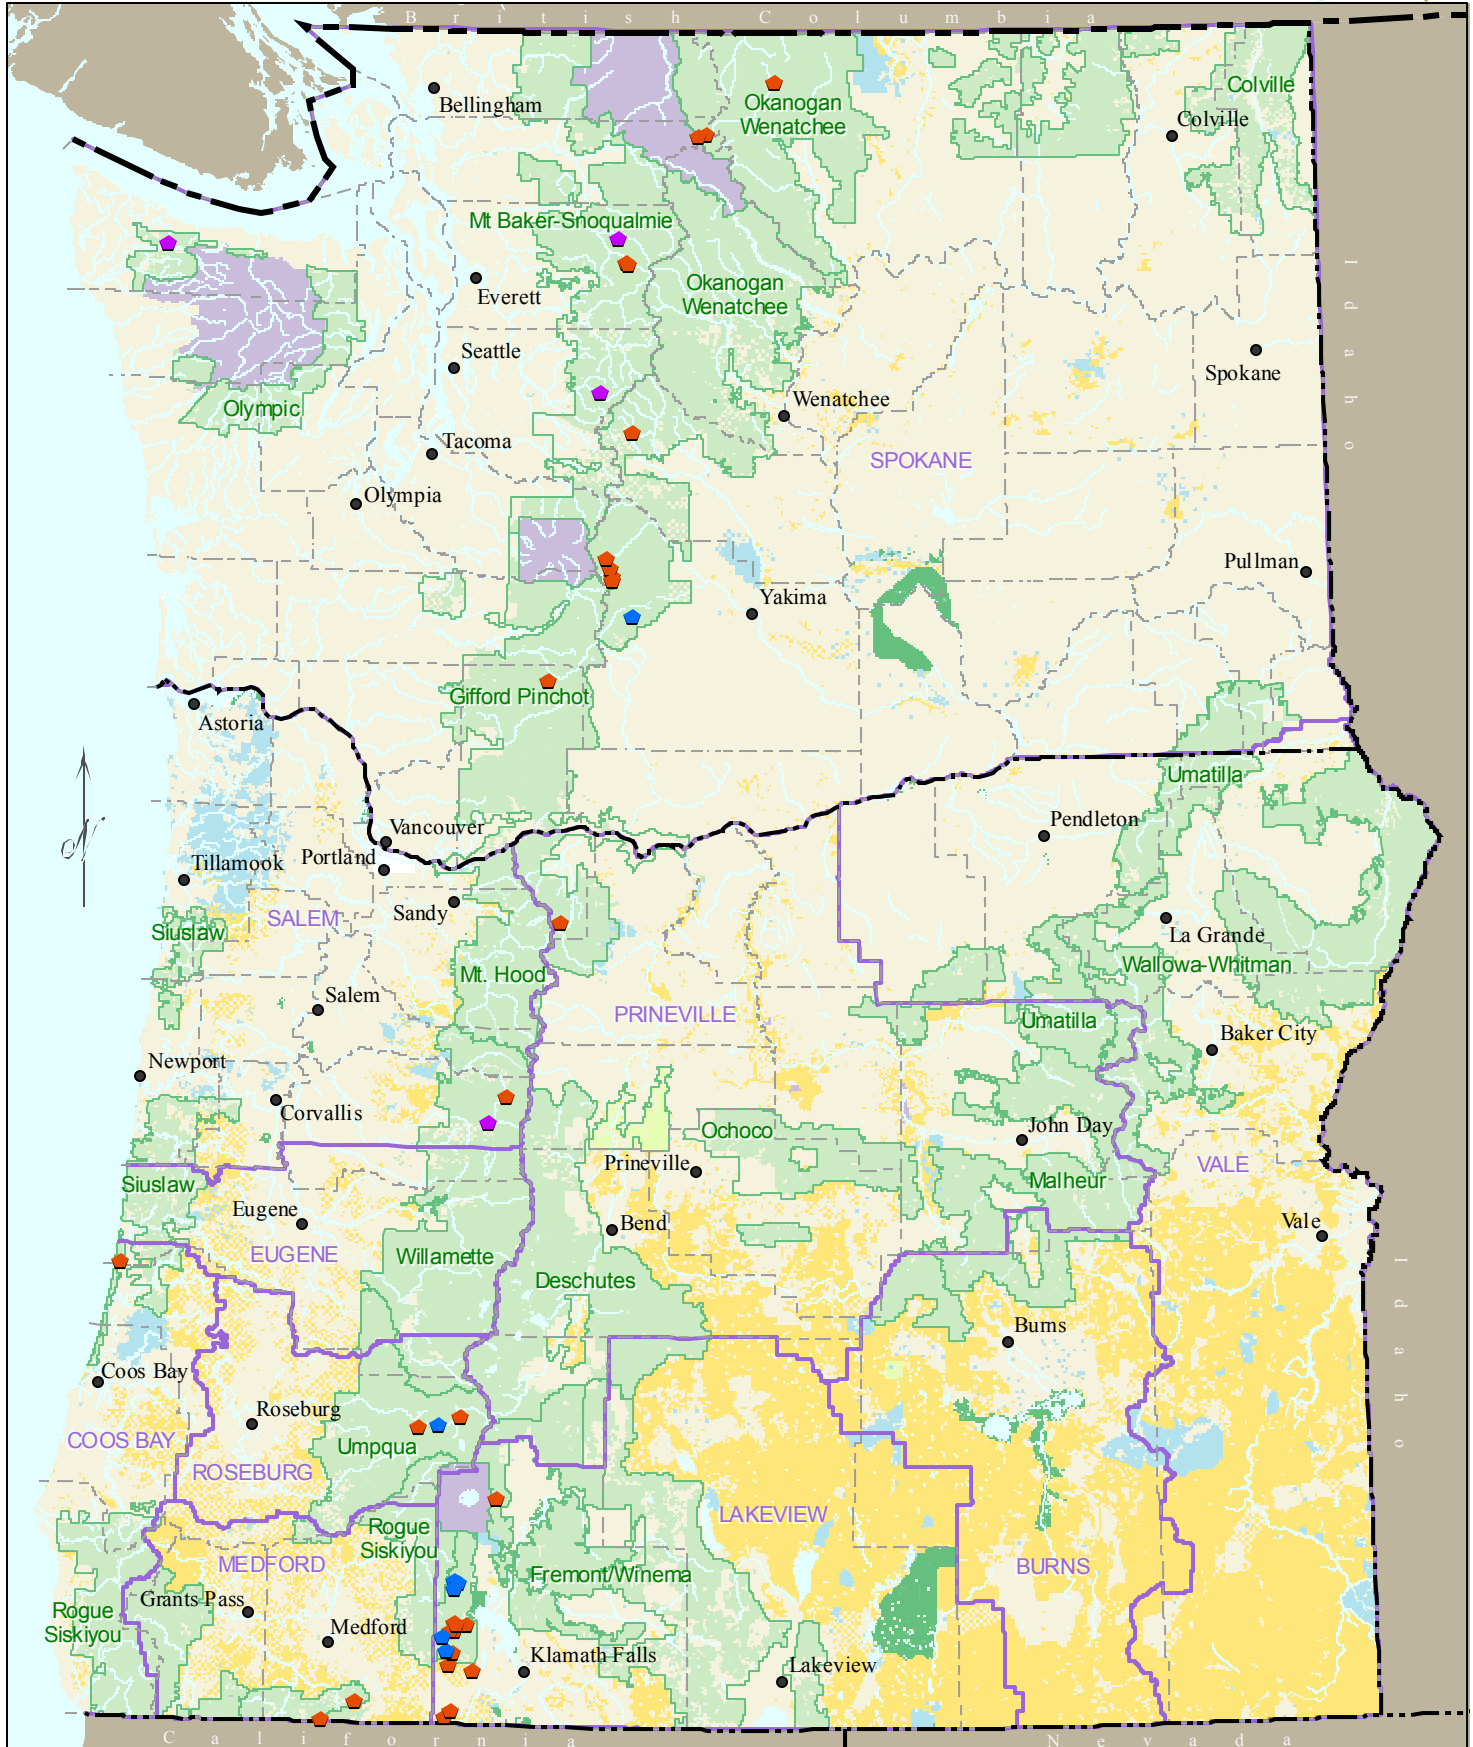 British Columbia
Bellingham
Okanogan
Wenatchee
Colville
Colville
Mt Baker-Snoqualmie
Okanogan
Wenatchee
Everett
Seattle
Idaho
Spokane
Olympic
Wenatchee
Tacoma
SPOKANE
Olympia
Pullman
Yakima
Gifford Pinchot
Astoria
Umatilla
Vancouver
Pendleton
Portland
Tillamook
Sandy
SALEM
Siuslaw
La Grande
Wallowa-Whitman
Mt. Hood
Salem
PRINEVILLE
Umatilla
Baker City
Newport
Corvallis
Ochoco
John Day
Prineville
VALE
Siuslaw
Malheur
Eugene
Bend
Vale
EUGENE
Willamette
Deschutes
Idaho
Burns
Coos Bay
Roseburg
COOS BAY
Umpqua
ROSEBURG
LAKEVIEW
Rogue
Siskiyou
MEDFORD
Fremont/Winema
BURNS
Grants Pass
Rogue
Siskiyou
Medford
Klamath Falls
Lakeview
California
Nevada